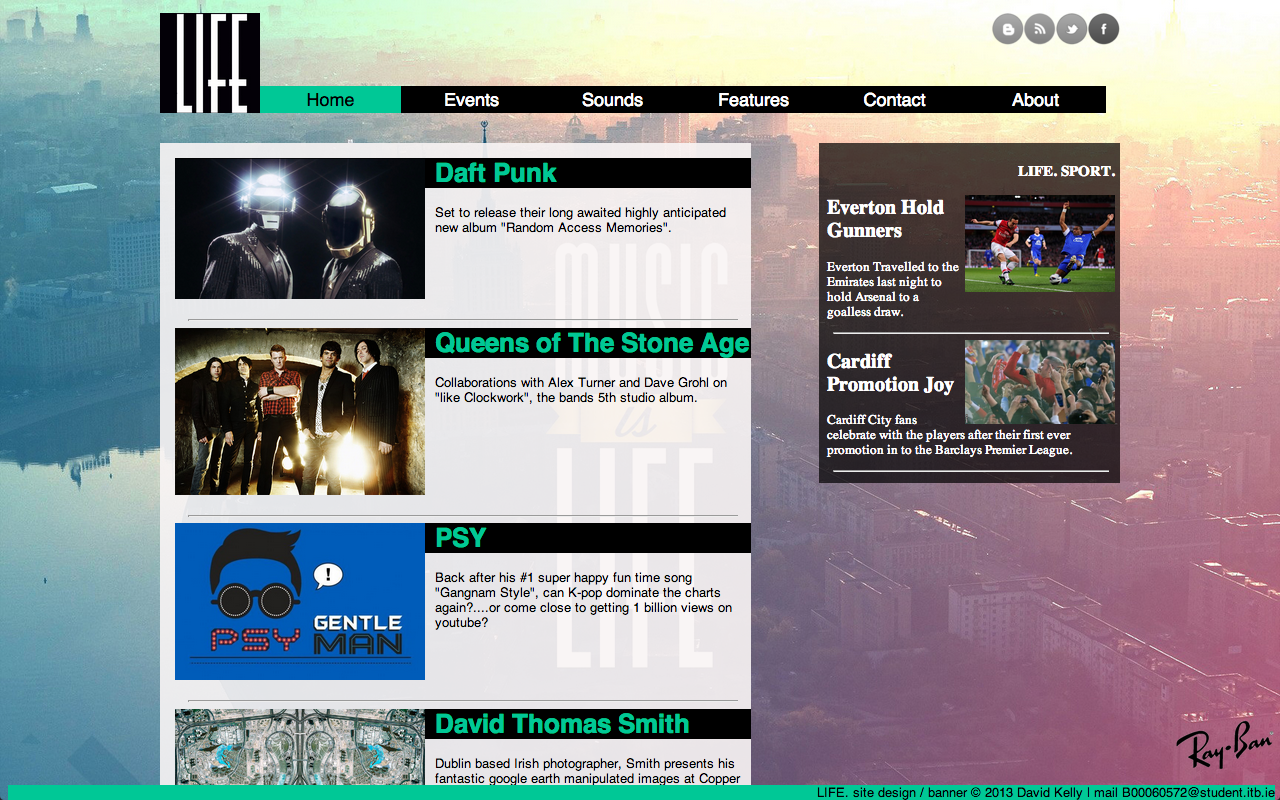 LIFE
Home Events Sounds Features Contact About
Daft Punk
Set to release their long awaited highly anticipated
new album "Random Access Memories".
Queens of The Stone Age
Collaborations with Alex Turner and Dave Grohl on
"like Clockwork", the bands 5th studio album.
PSY
Back after his #1 super happy fun time song
"Gangnam Style", can K-pop dominate the charts
again?....or come close to getting 1 billion views on
youtube?
!
PSY
GENTLE
MAN
David Thomas Smith
Dublin based Irish photographer, Smith presents his
fantastic google earth manipulated images at Copper
MUSIC
MUSIC
is
LIFE
LIFE. SPORT.
Everton Hold
Gunners
Everton Travelled to the
Emirates last night to
hold Arsenal to a
goalless draw.
Cardiff
Promotion Joy
Cardiff City fans
celebrate with the players after their first ever
promotion in to the Barclays Premier League.
Ray-Ban
LIFE. site design / banner © 2013 David Kelly | mail B00060572@student.itb.ie